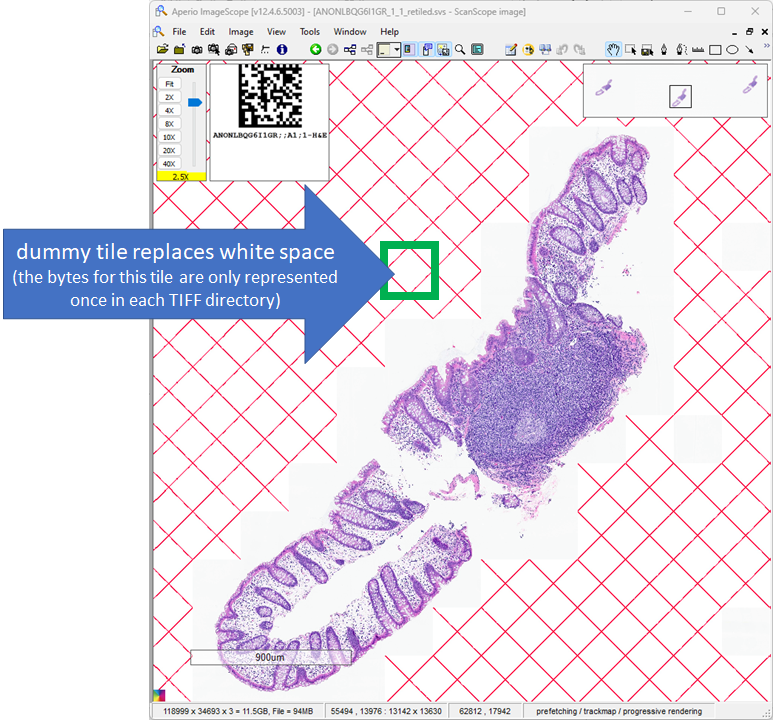 Aperio ImageScope [v12.4.6.5003] - [ANONLBQG6I1GR_1_1_retiled.svs - ScanScope image]
File Edit Image View Tools Window Help
Zoom
Fit
2X
4X
8X
10X
20X
40X
2.5X
ANONLBQG6I1GR;;A1;1-H&E
dummy tile replaces white space
(the bytes for this tile are only represented
once in each TIFF directory)
900um
118999 x 34693 x 3 = 11.5GB, File = 94MB 55494 , 13976 : 13142 x 13630 62812 , 17942 prefetching / trackmap / progressive rendering